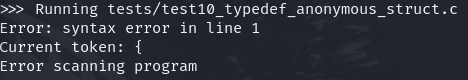 >>> Running tests/test10_typedef_anonymous_struct.c
Error: syntax error in line 1
Current token: {
Error scanning program